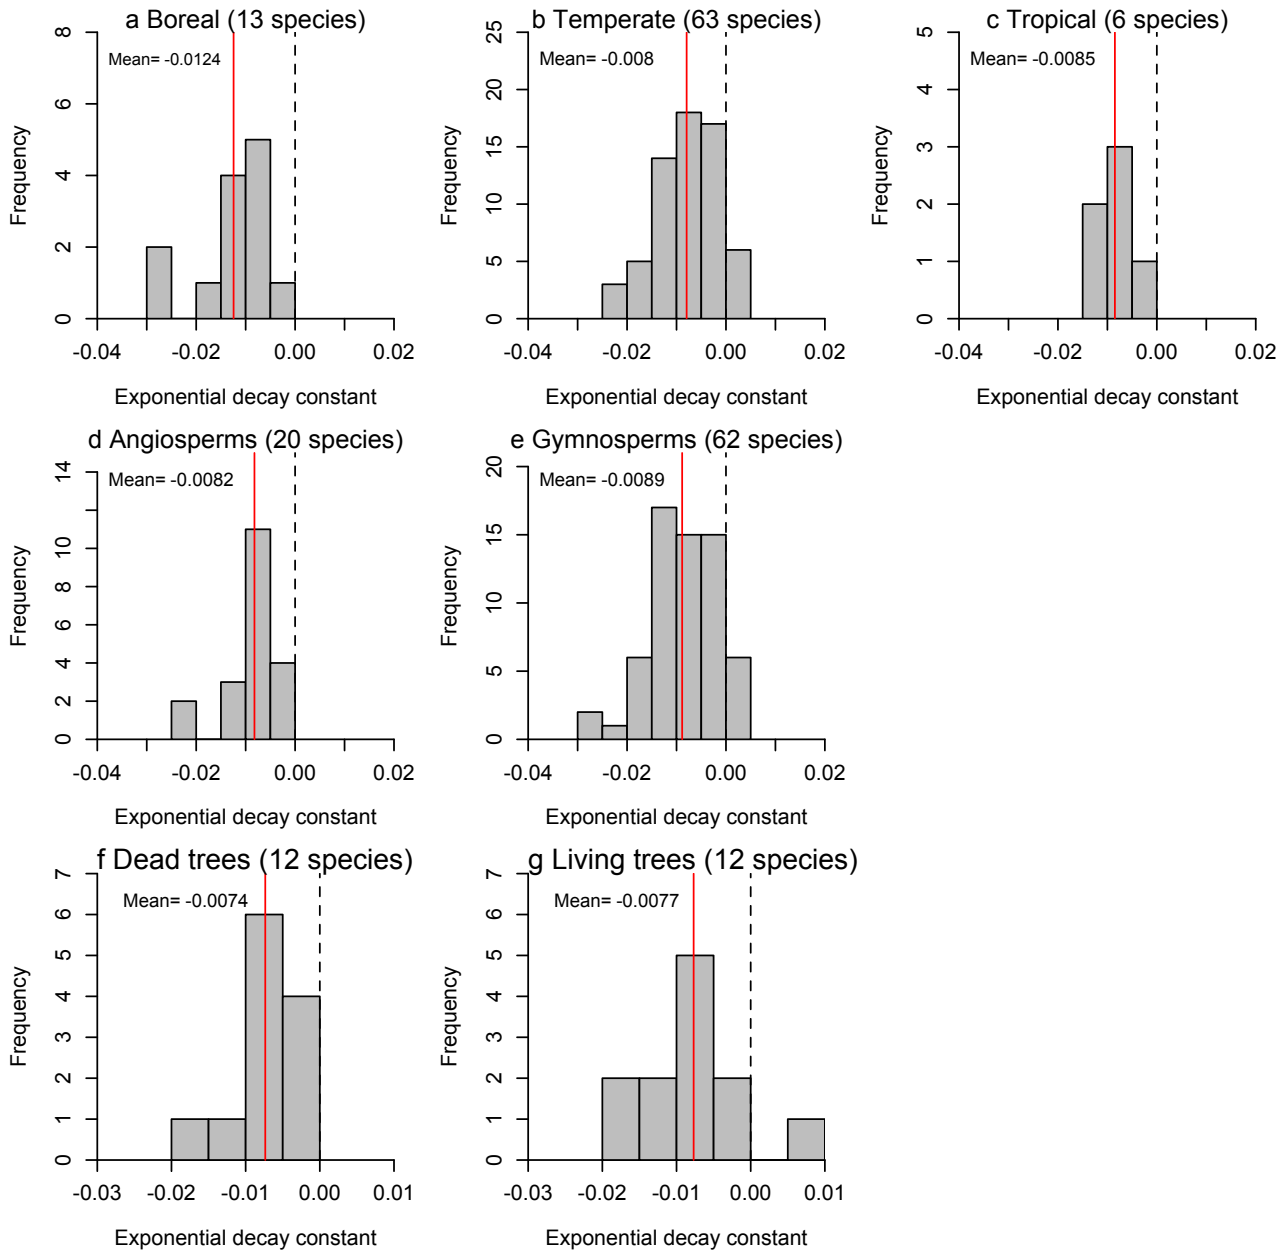 a Boreal (13 species)
Mean= -0.0124
Frequency
0 2 4 6 8
-0.04 -0.02 0.00 0.02
Exponential decay constant
b Temperate (63 species)
Mean= -0.008
Frequency
0 5 10 15 20 25
-0.04 -0.02 0.00 0.02
Exponential decay constant
c Tropical (6 species)
Mean= -0.0085
Frequency
0 1 2 3 4 5
-0.04 -0.02 0.00 0.02
Exponential decay constant
d Angiosperms (20 species)
Mean= -0.0082
Frequency
0 2 4 6 8 10 14
-0.04 -0.02 0.00 0.02
Exponential decay constant
e Gymnosperms (62 species)
Mean= -0.0089
Frequency
0 5 10 15 20
-0.04 -0.02 0.00 0.02
Exponential decay constant
f Dead trees (12 species)
Mean= -0.0074
Frequency
0 1 2 3 4 5 6 7
-0.03 -0.02 -0.01 0.00 0.01
Exponential decay constant
g Living trees (12 species)
Mean= -0.0077
Frequency
0 1 2 3 4 5 6 7
-0.03 -0.02 -0.01 0.00 0.01
Exponential decay constant